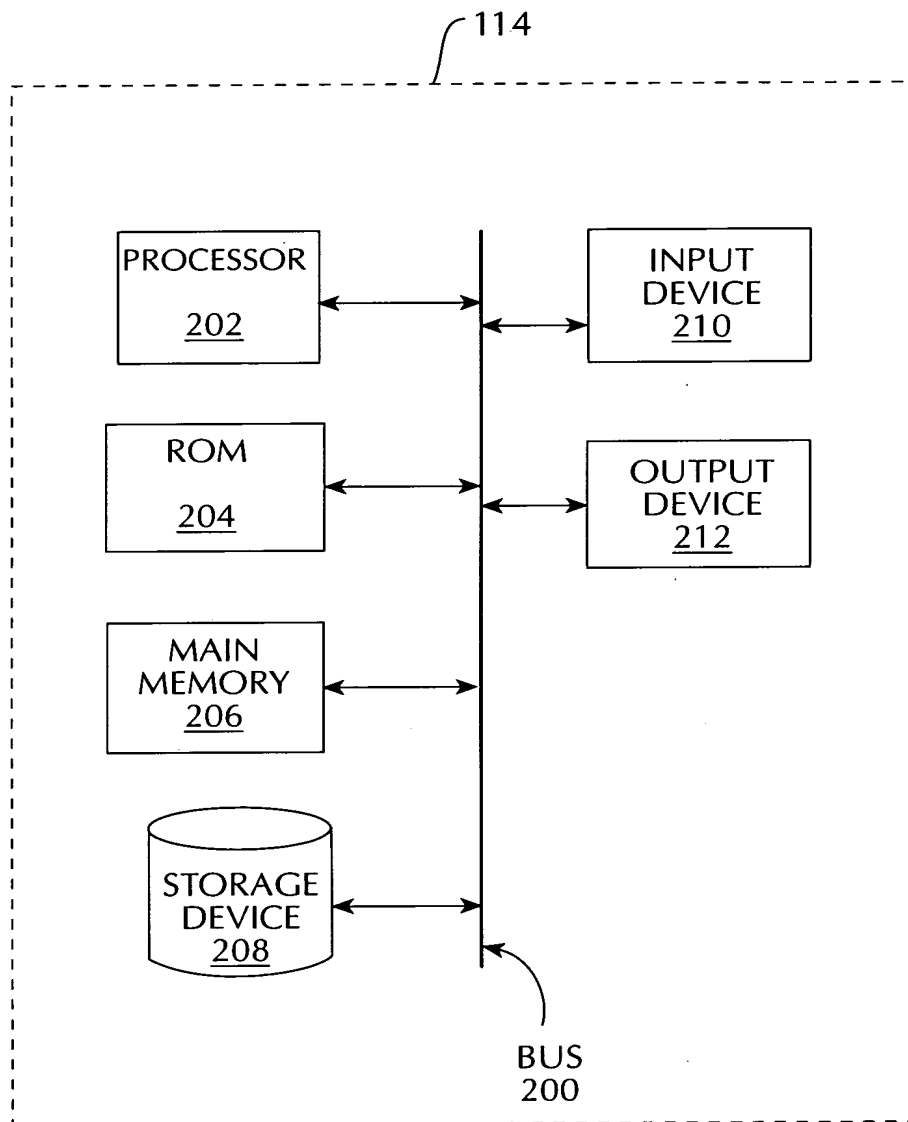 114
PROCESSOR
202
INPUT
DEVICE
210
ROM
204
OUTPUT
DEVICE
212
MAIN
MEMORY
206
STORAGE
DEVICE
208
BUS
200